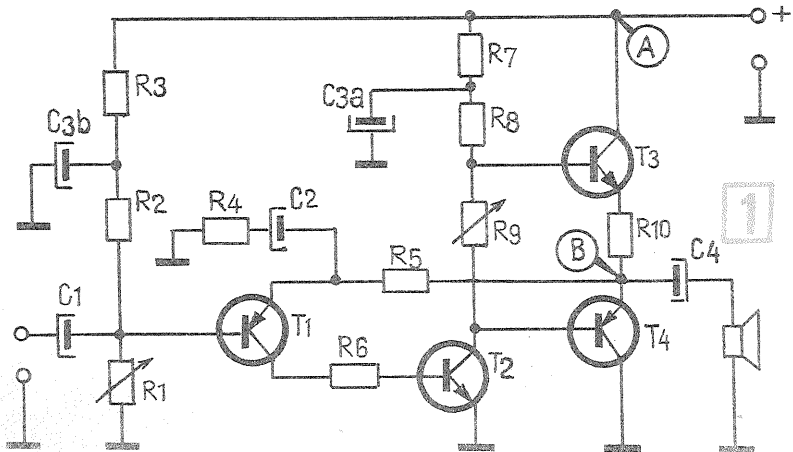 +
A
R7
R3
C3a
R8
T3
C3b
R2
R4
C2
R9
R10
1
B
C4
R5
C1
T1
T4
R6
T2
R1